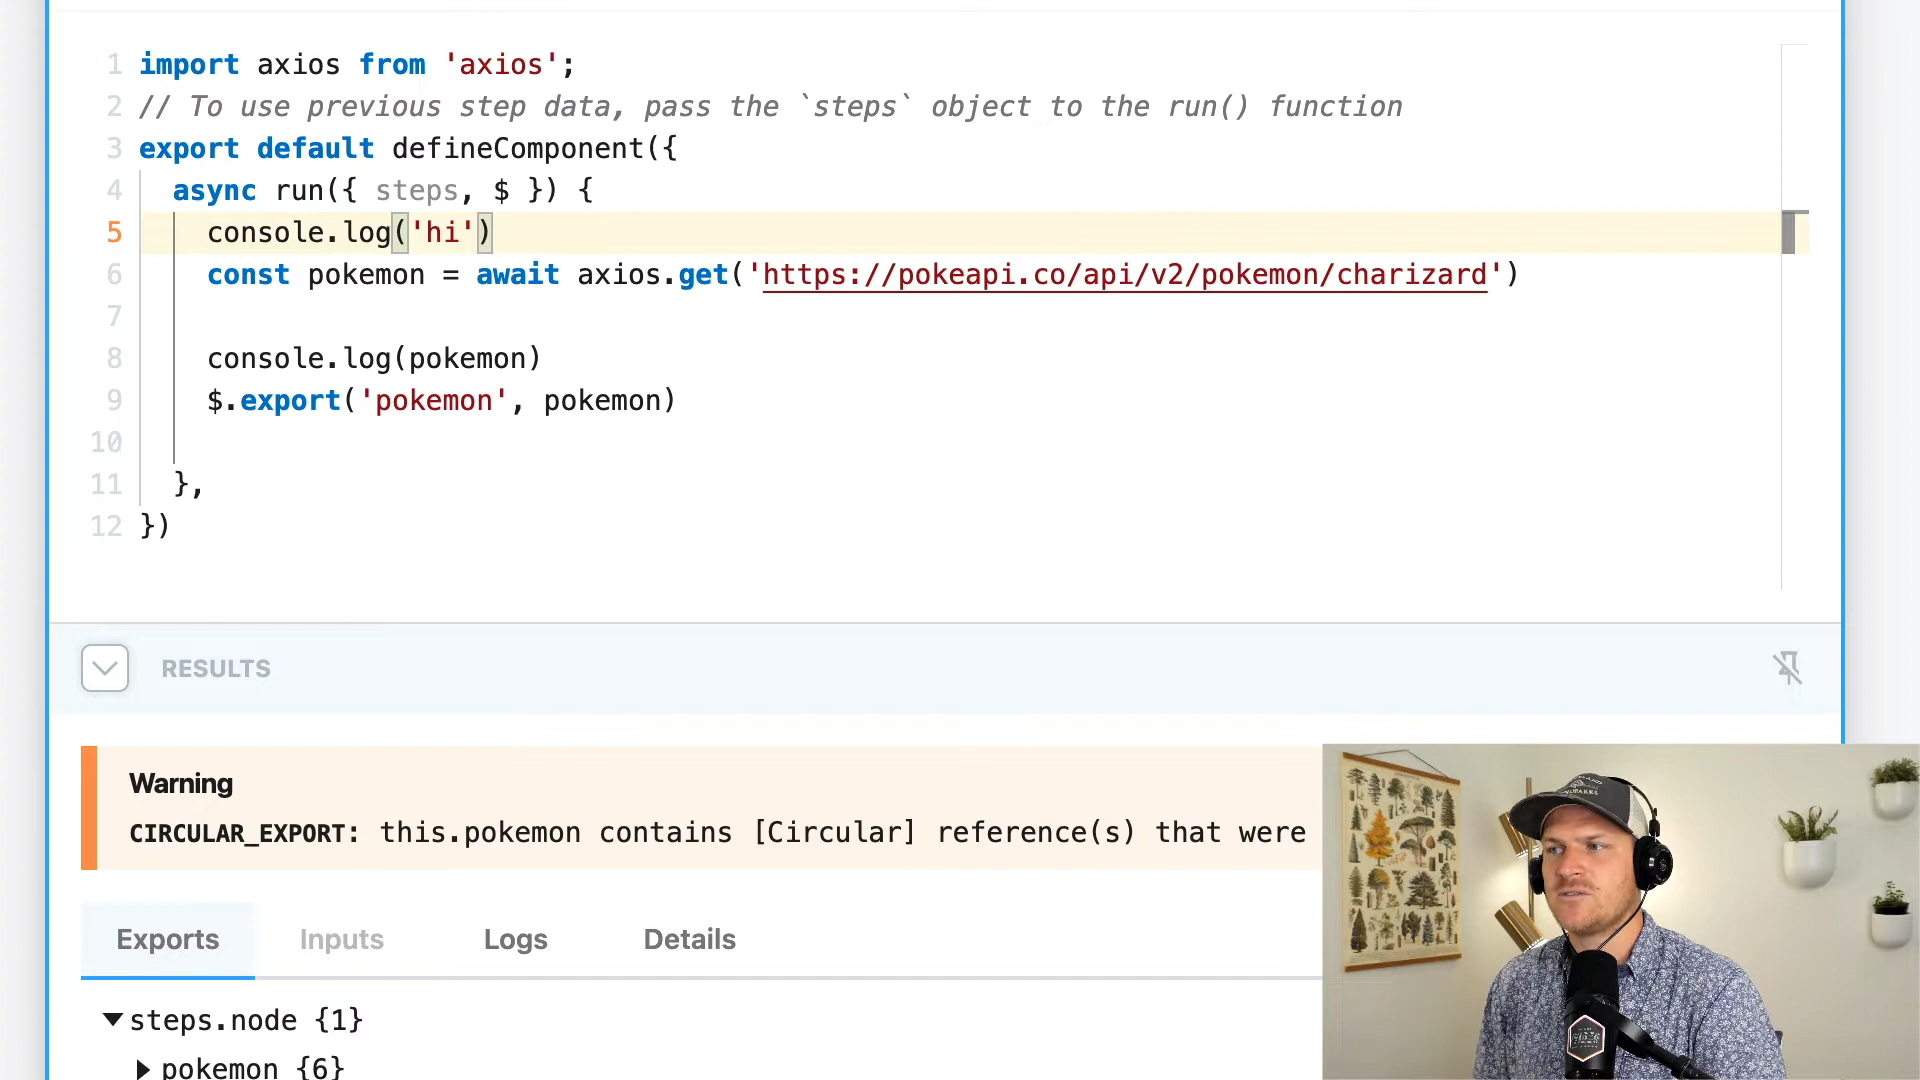 1 import axios from 'axios';
2 // To use previous step data, pass the `steps` object to the run() function
3 export default defineComponent({
4 async run({ steps, $ }) {
5 console.log('hi')
6 const pokemon = await axios.get('https://pokeapi.co/api/v2/pokemon/charizard')
7
8 console.log(pokemon)
9 $.export('pokemon', pokemon)
10
11 },
12 })
RESULTS
Warning
CIRCULAR_EXPORT: this.pokemon contains [Circular] reference(s) that were
Exports Inputs Logs Details
steps.node {1}
pokemon {6}